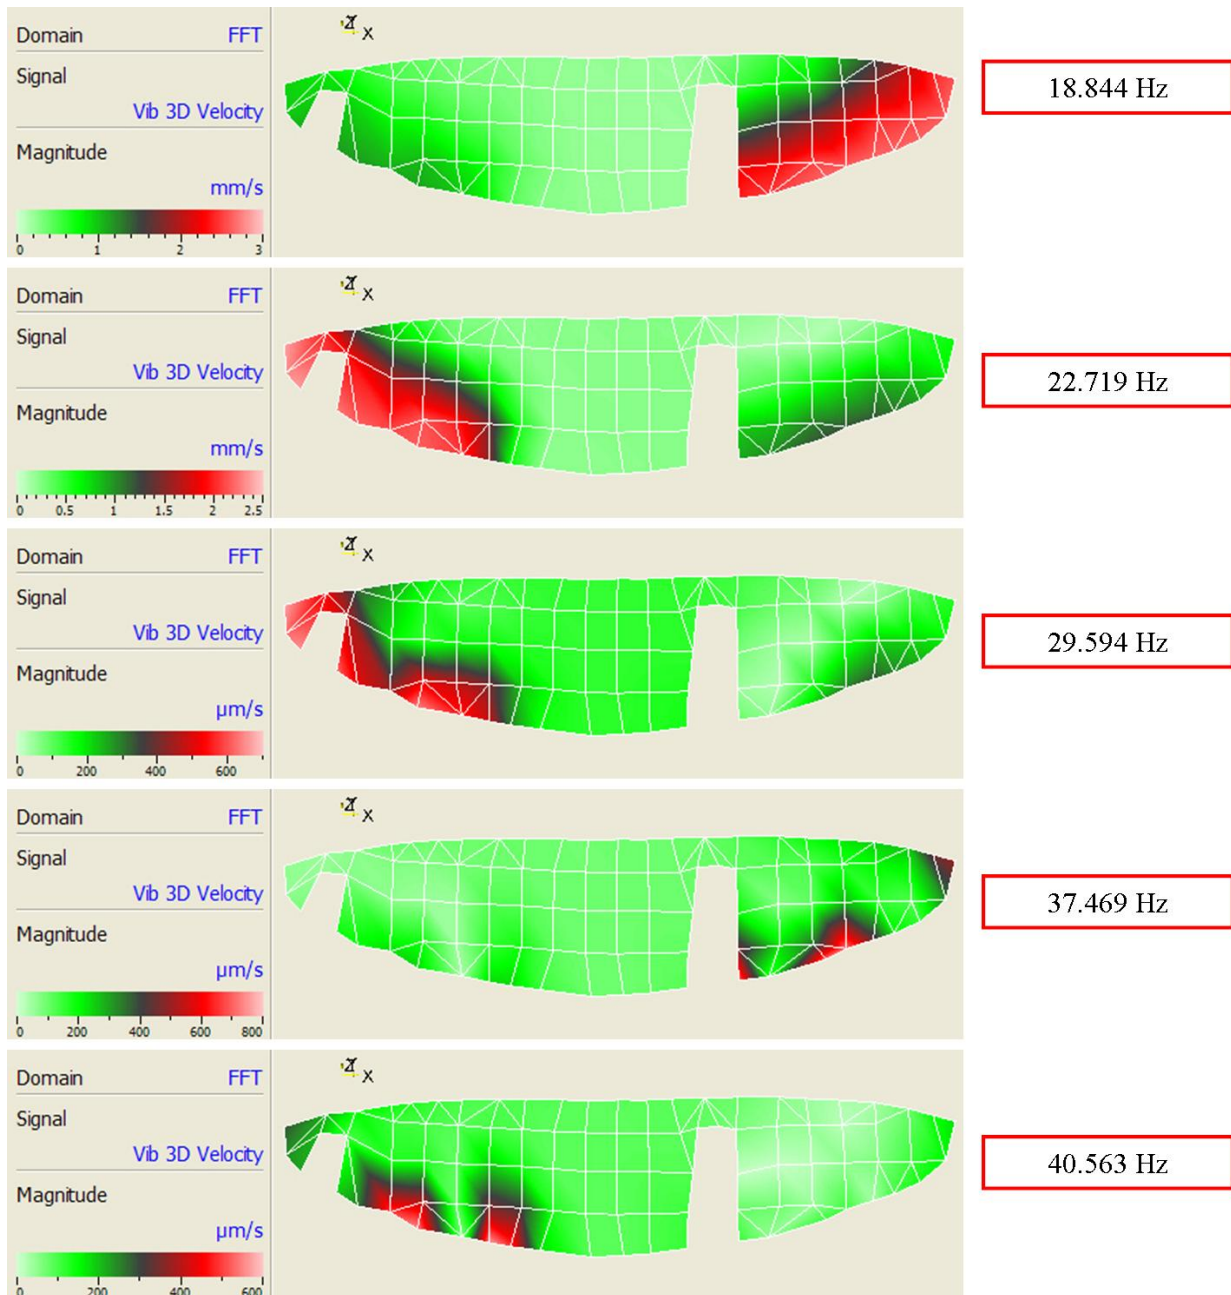 Domain FFT
Signal
Vib 3D Velocity
Magnitude
mm/s
0 1 2 3
X
18.844 Hz
Domain FFT
Signal
Vib 3D Velocity
Magnitude
mm/s
0 0.5 1 1.5 2 2.5
X
22.719 Hz
Domain FFT
Signal
Vib 3D Velocity
Magnitude
µm/s
0 200 400 600
X
29.594 Hz
Domain FFT
Signal
Vib 3D Velocity
Magnitude
µm/s
0 200 400 600 800
X
37.469 Hz
Domain FFT
Signal
Vib 3D Velocity
Magnitude
µm/s
0 200 400 600
X
40.563 Hz